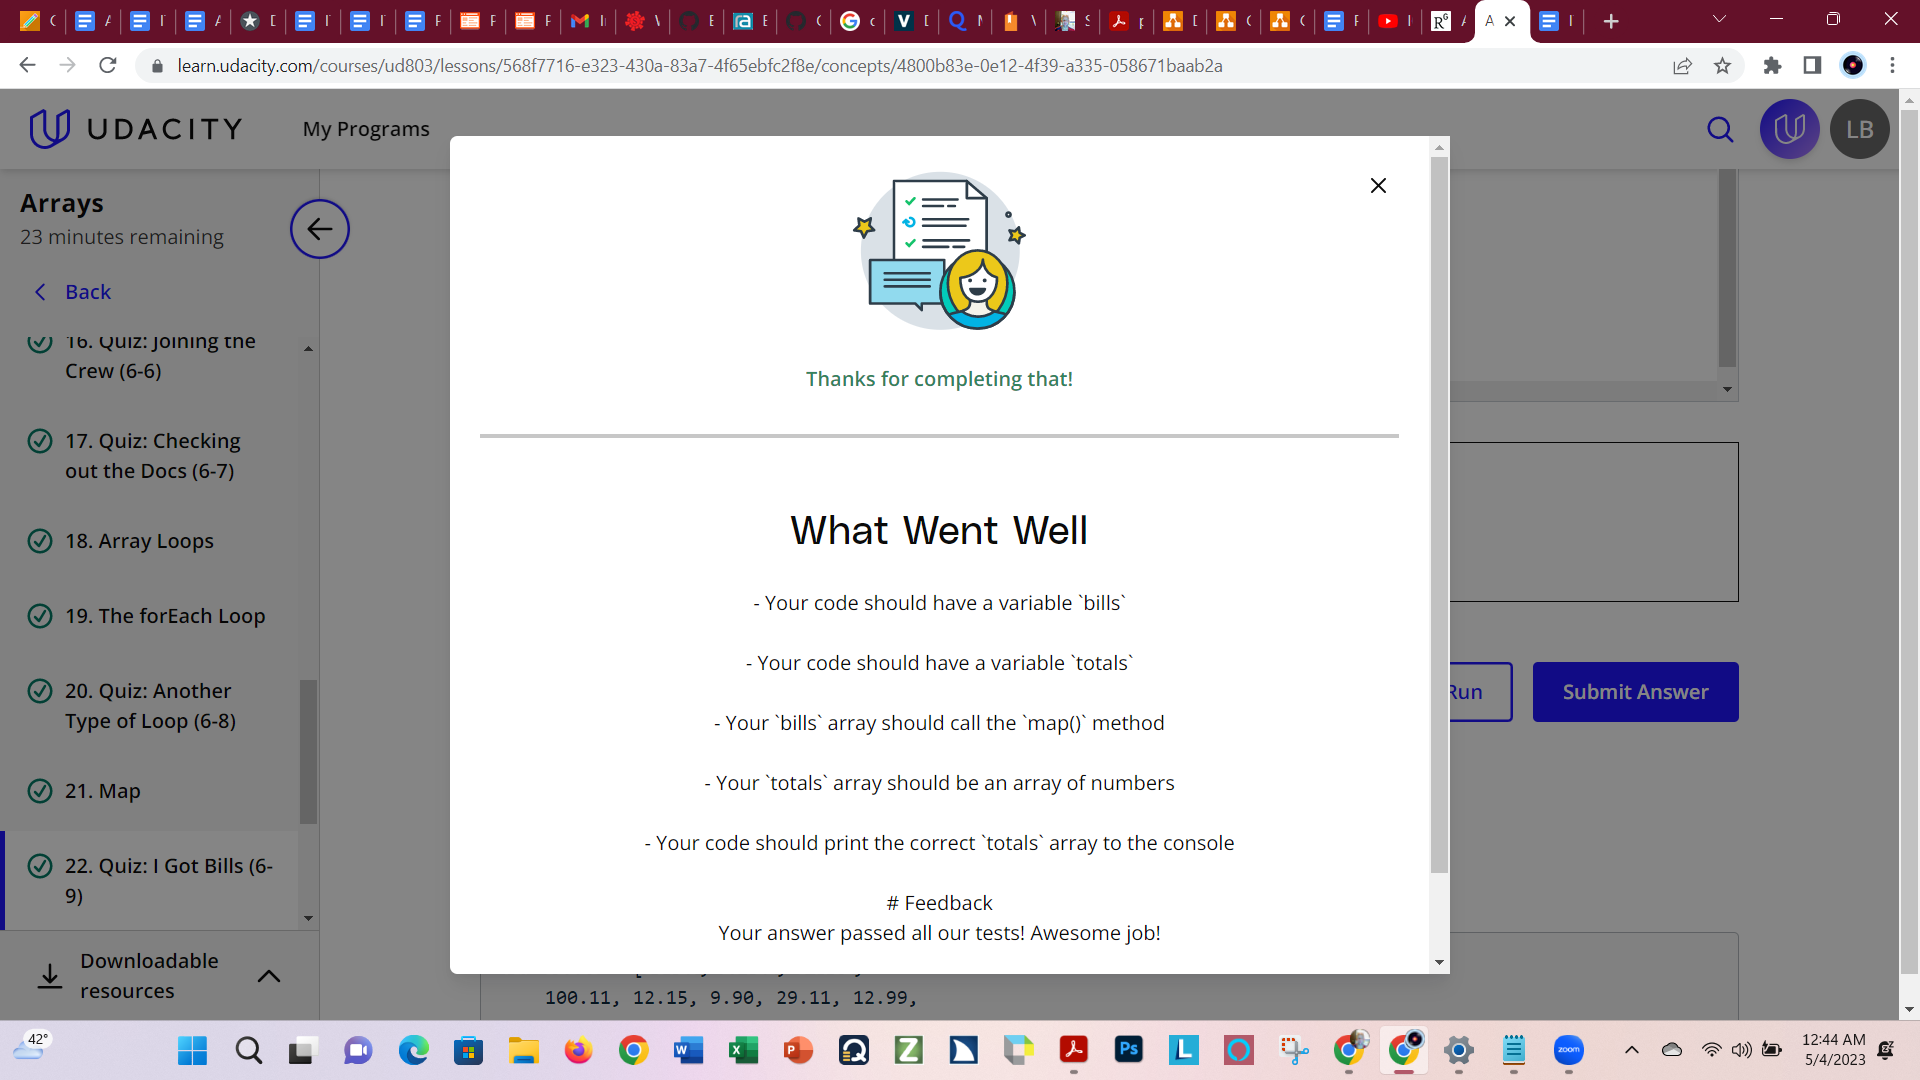 learn.udacity.com/courses/ud803/lessons/568f7716-e323-430a-83a7-4f65ebfc2f8e/concepts/4800b83e-0e12-4f39-a335-058671baab2a
UDACITY
My Programs
LB
Arrays
23 minutes remaining
Back
16. Quiz: Joining the
Crew (6-6)
17. Quiz: Checking
out the Docs (6-7)
18. Array Loops
19. The forEach Loop
20. Quiz: Another
Type of Loop (6-8)
21. Map
22. Quiz: I Got Bills (6-
9)
Downloadable
resources
Thanks for completing that!
What Went Well
- Your code should have a variable `bills`
- Your code should have a variable `totals`
- Your `bills` array should call the `map()` method
- Your `totals` array should be an array of numbers
- Your code should print the correct `totals` array to the console
# Feedback
Your answer passed all our tests! Awesome job!
Run
Submit Answer
100.11, 12.15, 9.90, 29.11, 12.99,
42°
zoom
12:44 AM
5/4/2023